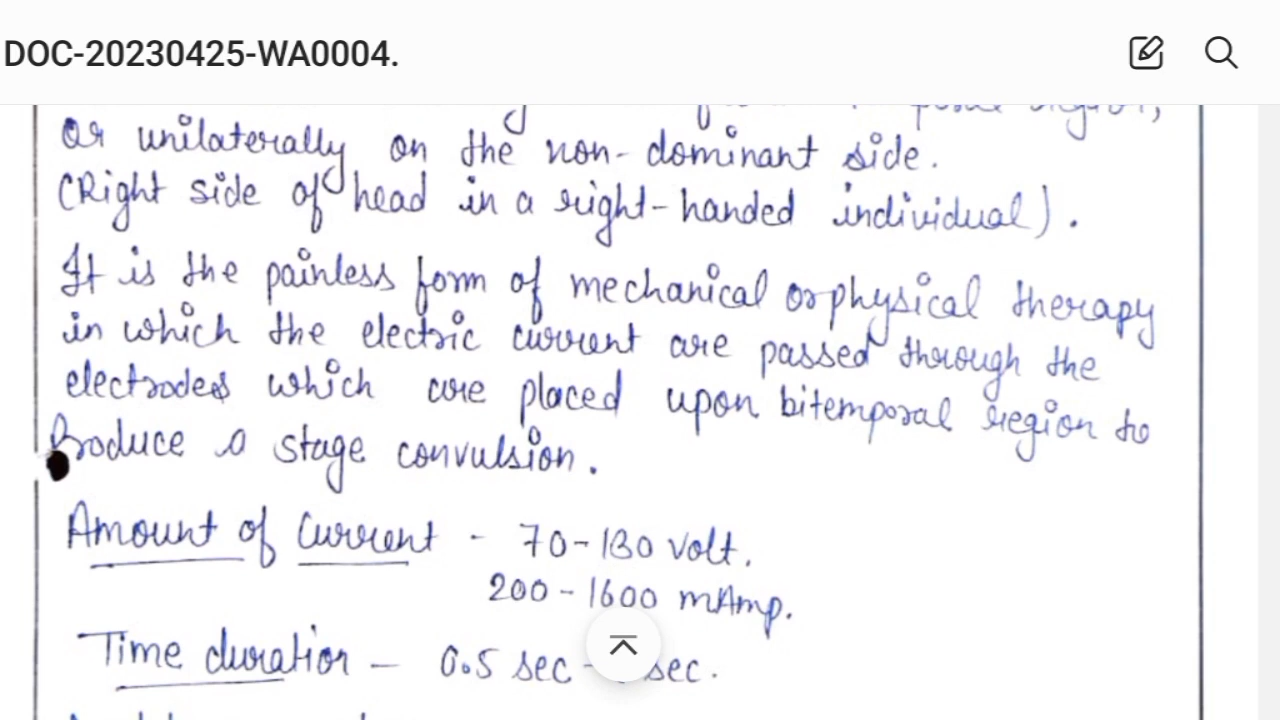 DOC-20230425-WA0004.
or unilaterally on the non-dominant side.
(Right side of head in a right-handed individual).
It is the painless form of mechanical or physical therapy
in which the electric current are passed through the
electrodes which are placed upon bitemporal region to
Produce a stage convulsion.
Amount of Current - 70-130 volt.
200-1600 mAmp.
Time duration - 0.5 sec - sec.